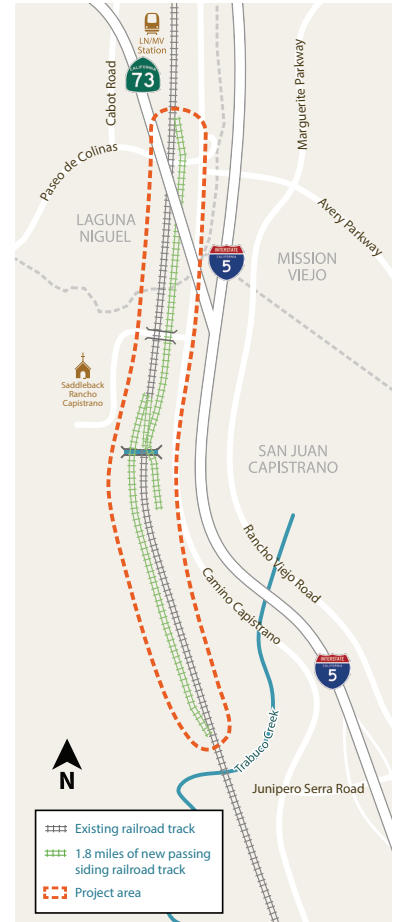 LN/MV
Station
CALIFORNIA
73
Cabot Road
Marguerite Parkway
Paseo de Colinas
Avery Parkway
LAGUNA
NIGUEL
INTERSTATE
CALIFORNIA
5
MISSION
VIEJO
Saddleback
Rancho
Capistrano
SAN JUAN
CAPISTRANO
Rancho Viejo Road
Camino Capistrano
INTERSTATE
CALIFORNIA
5
Trabuco Creek
N
Junipero Serra Road
Existing railroad track
1.8 miles of new passing
siding railroad track
Project area